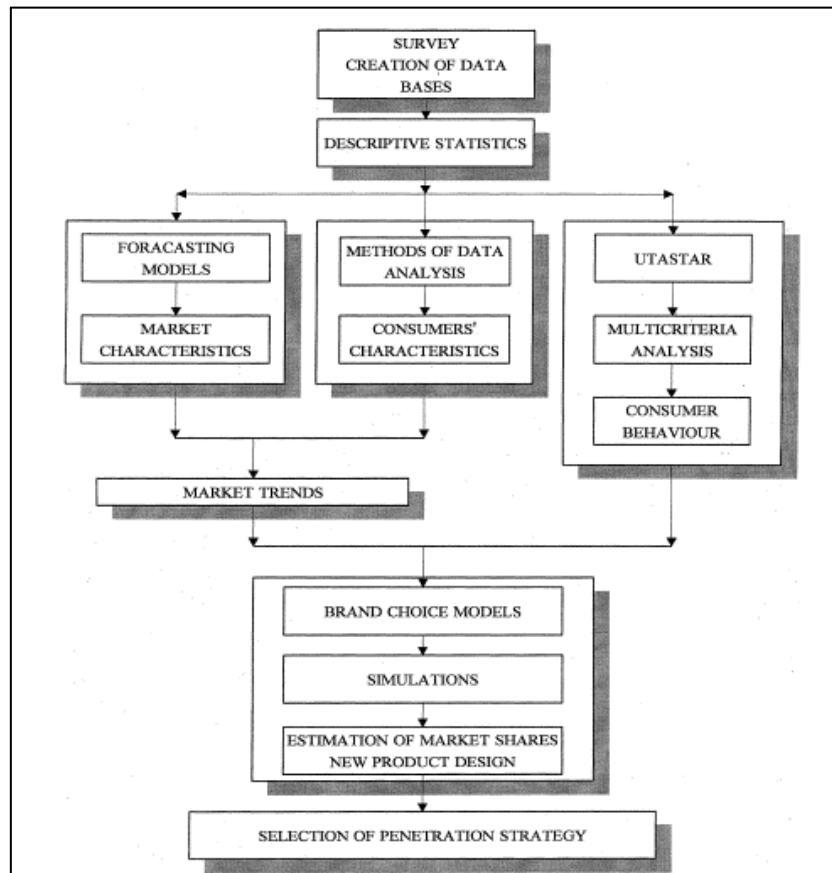 SURVEY
CREATION OF DATA
BASES
DESCRIPTIVE STATISTICS
FORACASTING
MODELS
MARKET
CHARACTERISTICS
METHODS OF DATA
ANALYSIS
CONSUMERS'
CHARACTERISTICS
UTASTAR
MULTICRITERIA
ANALYSIS
CONSUMER
BEHAVIOUR
MARKET TRENDS
BRAND CHOICE MODELS
SIMULATIONS
ESTIMATION OF MARKET SHARES
NEW PRODUCT DESIGN
SELECTION OF PENETRATION STRATEGY